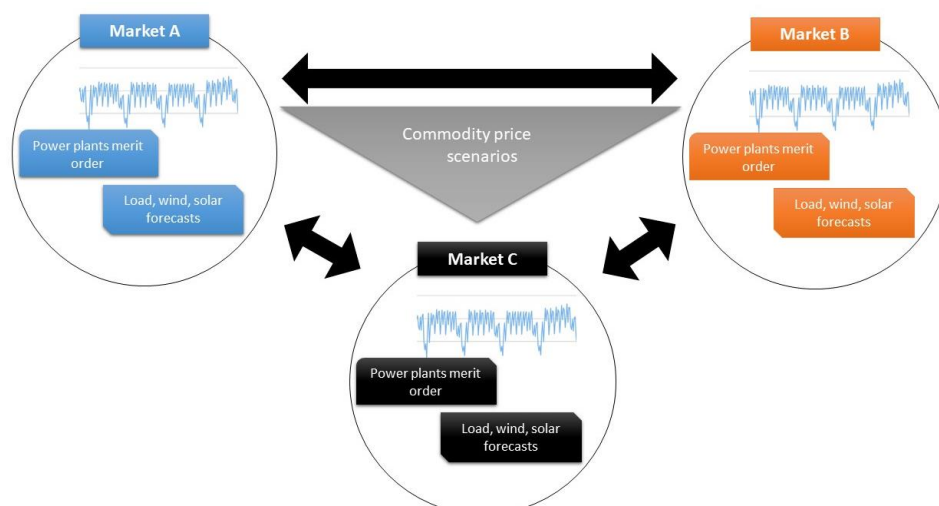 Market A
Power plants merit
order
Load, wind, solar
forecasts
Commodity price
scenarios
Market B
Power plants merit
order
Load, wind, solar
forecasts
Market C
Power plants merit
order
Load, wind, solar
forecasts